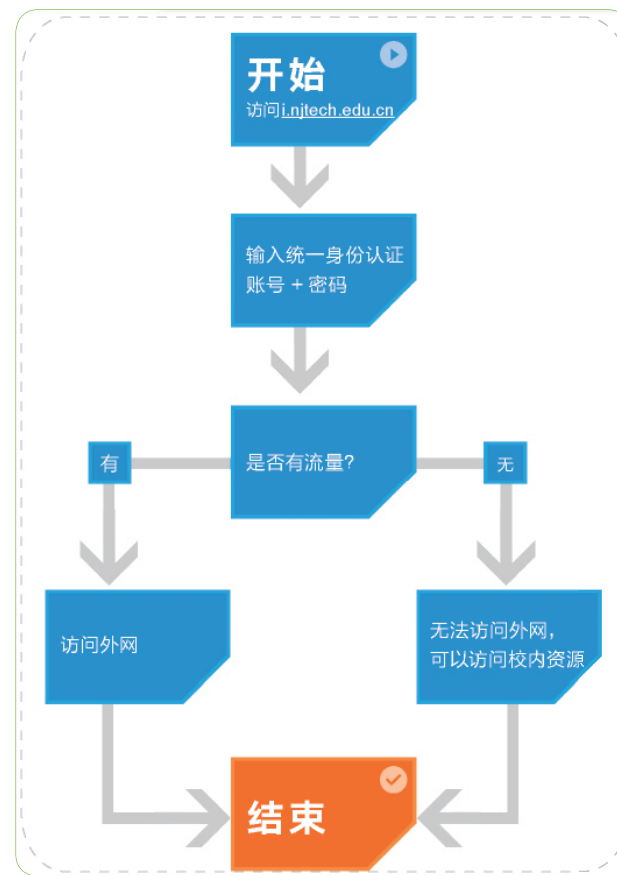 开始
访问i.njtech.edu.cn
输入统一身份认证
账号 + 密码
是否有流量?
有
无
访问外网
无法访问外网，
可以访问校内资源
结束